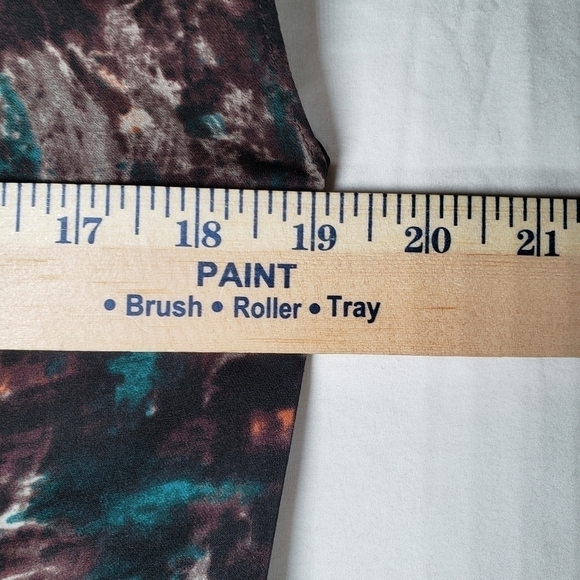 17 18 19 20 21
PAINT
• Brush • Roller • Tray